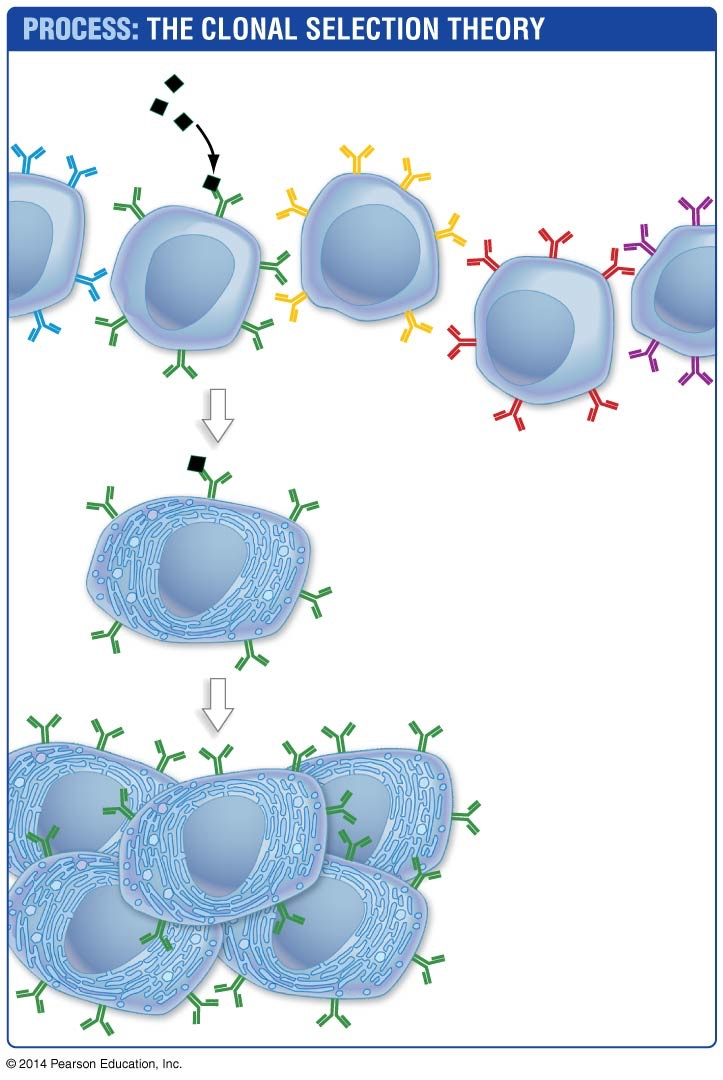 PROCESS: THE CLONAL SELECTION THEORY
© 2014 Pearson Education, Inc.